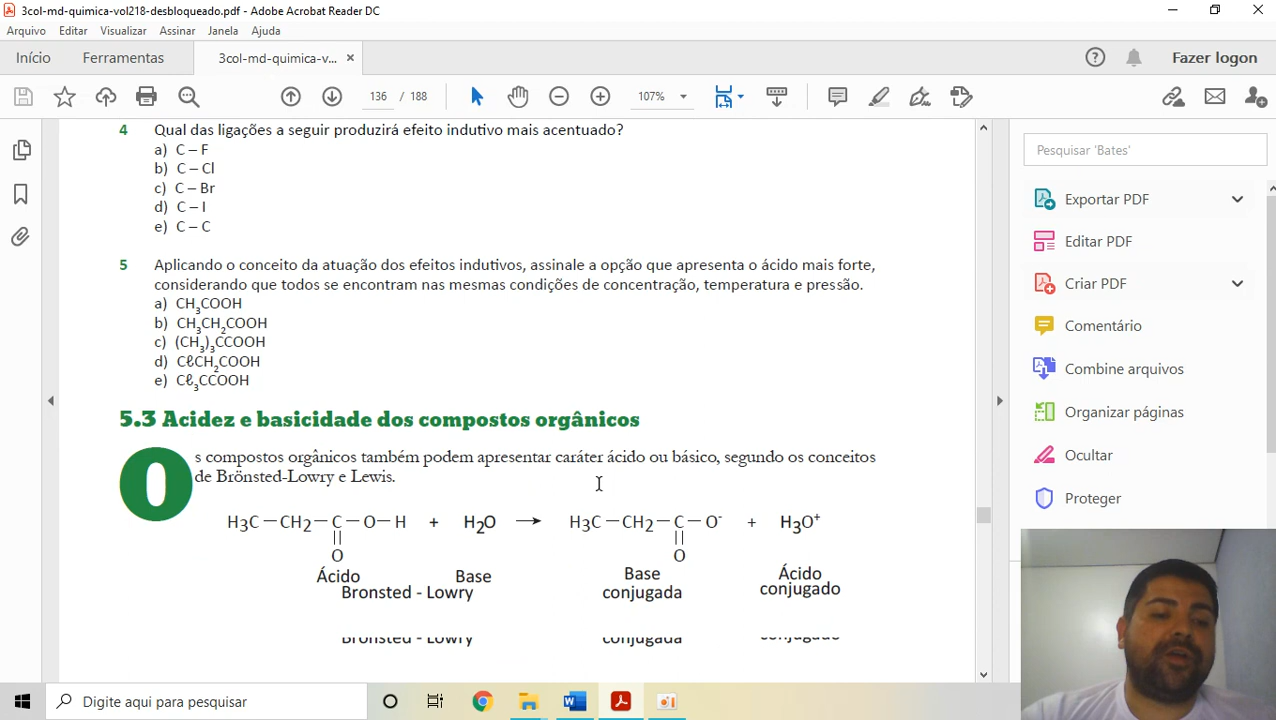 3col-md-quimica-vol218-desbloqueado.pdf - Adobe Acrobat Reader DC
Arquivo Editar Visualizar Assinar Janela Ajuda
Início Ferramentas 3col-md-quimica-v... × Fazer logon
136 / 188 107%
4 Qual das ligações a seguir produzirá efeito indutivo mais acentuado?
a) C – F
b) C – Cl
c) C – Br
d) C – I
e) C – C
5 Aplicando o conceito da atuação dos efeitos indutivos, assinale a opção que apresenta o ácido mais forte,
considerando que todos se encontram nas mesmas condições de concentração, temperatura e pressão.
a) CH3COOH
b) CH3CH2COOH
c) (CH3)3CCOOH
d) CℓCH2COOH
e) Cℓ3CCOOH
5.3 Acidez e basicidade dos compostos orgânicos
Os compostos orgânicos também podem apresentar caráter ácido ou básico, segundo os conceitos
de Brönsted-Lowry e Lewis.
H3C – CH2 – C – O – H + H2O → H3C – CH2 – C – O- + H3O+
|| ||
O O
Ácido Base Base Ácido
Bronsted - Lowry conjugada conjugado
Bronsted - Lowry conjugada conjugado
Pesquisar 'Bates'
Exportar PDF
Editar PDF
Criar PDF
Comentário
Combine arquivos
Organizar páginas
Ocultar
Proteger
Digite aqui para pesquisar